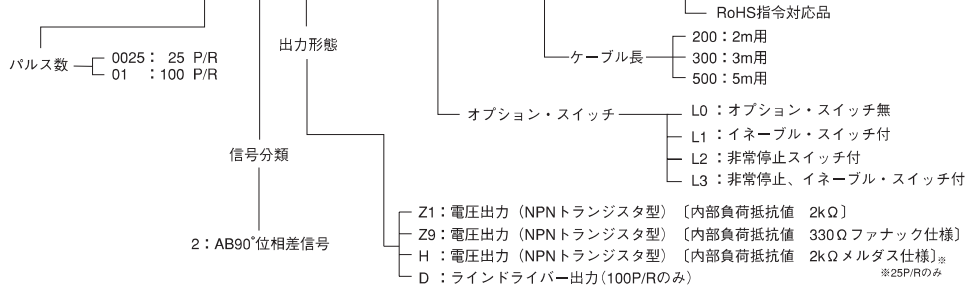 RoHS指令対応品
出力形態
パルス数
0025： 25 P/R
01 ：100 P/R
ケーブル長
200：2m用
300：3m用
500：5m用
オプション・スイッチ
L0：オプション・スイッチ無
L1：イネーブル・スイッチ付
L2：非常停止スイッチ付
L3：非常停止、イネーブル・スイッチ付
信号分類
2：AB90°位相差信号
Z1：電圧出力（NPNトランジスタ型）〔内部負荷抵抗値 2kΩ〕
Z9：電圧出力（NPNトランジスタ型）〔内部負荷抵抗値 330Ωファナック仕様〕
H ：電圧出力（NPNトランジスタ型）〔内部負荷抵抗値 2kΩメルダス仕様〕※
※25P/Rのみ
D ：ラインドライバー出力（100P/Rのみ）